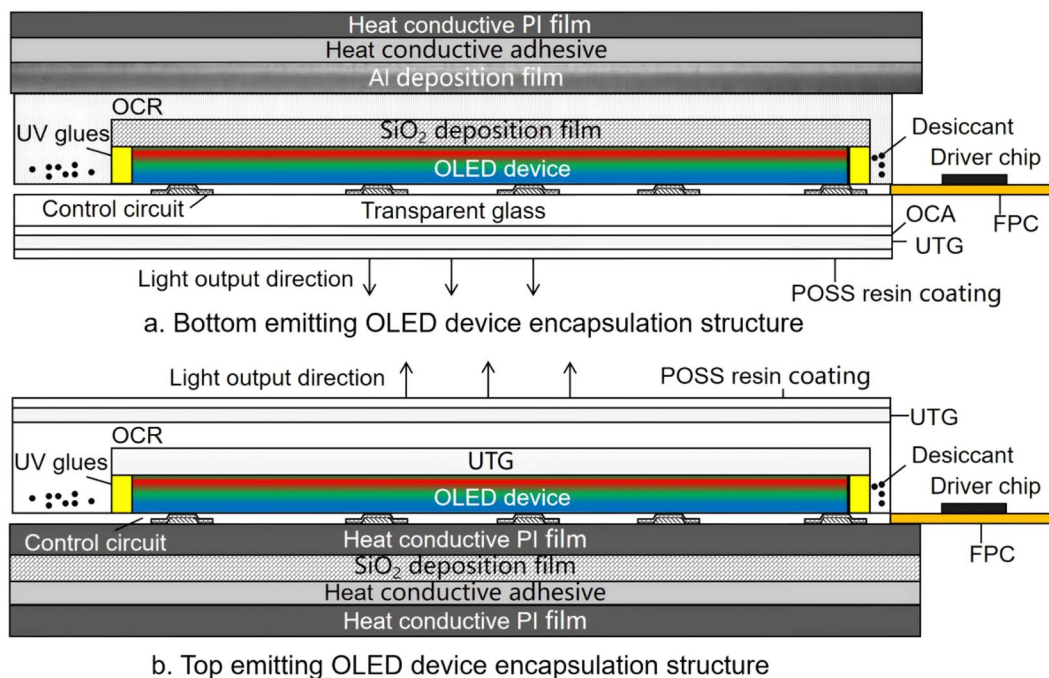 Heat conductive PI film
Heat conductive adhesive
Al deposition film
OCR
UV glues
SiO₂ deposition film
Desiccant
OLED device
Driver chip
Control circuit
Transparent glass
OCA
FPC
UTG
Light output direction
POSS resin coating
a. Bottom emitting OLED device encapsulation structure
Light output direction
POSS resin coating
UTG
OCR
UV glues
UTG
Desiccant
OLED device
Driver chip
Control circuit
Heat conductive PI film
FPC
SiO₂ deposition film
Heat conductive adhesive
Heat conductive PI film
b. Top emitting OLED device encapsulation structure